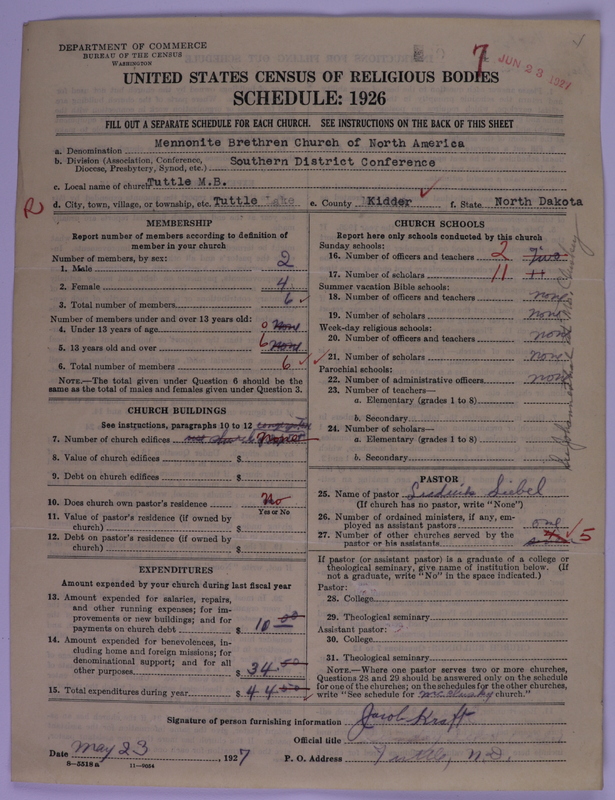 DEPARTMENT OF COMMERCE
BUREAU OF THE CENSUS
WASHINGTON
7
JUN 23 1927
UNITED STATES CENSUS OF RELIGIOUS BODIES
SCHEDULE: 1926
FILL OUT A SEPARATE SCHEDULE FOR EACH CHURCH. SEE INSTRUCTIONS ON THE BACK OF THIS SHEET
a. Denomination Mennonite Brethren Church of North America
b. Division (Association, Conference, Diocese, Presbytery, Synod, etc.) Southern District Conference
c. Local name of church Tuttle M.B.
R
d. City, town, village, or township, etc. Tuttle Lake e. County Kidder f. State North Dakota
MEMBERSHIP
Report number of members according to definition of
member in your church
Number of members, by sex:
1. Male 2
2. Female 4
3. Total number of members 6
Number of members under and over 13 years old:
4. Under 13 years of age 0 None
5. 13 years old and over 6 None
6. Total number of members 6
NOTE.—The total given under Question 6 should be the
same as the total of males and females given under Question 3.
CHURCH BUILDINGS
See instructions, paragraphs 10 to 12
7. Number of church edifices
8. Value of church edifices $
9. Debt on church edifices $
10. Does church own pastor's residence No
Yes or No
11. Value of pastor's residence (if owned by
church) $
12. Debt on pastor's residence (if owned by
church) $
EXPENDITURES
Amount expended by your church during last fiscal year
13. Amount expended for salaries, repairs,
and other running expenses; for im-
provements or new buildings; and for
payments on church debt $ 10 00
14. Amount expended for benevolences, in-
cluding home and foreign missions; for
denominational support; and for all
other purposes $ 34 00
15. Total expenditures during year $ 44 00
CHURCH SCHOOLS
Report here only schools conducted by this church
Sunday schools:
16. Number of officers and teachers 2 Two
17. Number of scholars 11 11
Summer vacation Bible schools:
18. Number of officers and teachers none
19. Number of scholars none
Week-day religious schools:
20. Number of officers and teachers none
21. Number of scholars none
Parochial schools:
22. Number of administrative officers none
23. Number of teachers—
a. Elementary (grades 1 to 8)
b. Secondary
24. Number of scholars—
a. Elementary (grades 1 to 8)
b. Secondary
PASTOR
25. Name of pastor Siebel
(If church has no pastor, write "None")
26. Number of ordained ministers, if any, em-
ployed as assistant pastors one
27. Number of other churches served by the
pastor or his assistants 5
If pastor (or assistant pastor) is a graduate of a college or
theological seminary, give name of institution below. (If
not a graduate, write "No" in the space indicated.)
Pastor:
28. College
29. Theological seminary
Assistant pastor:
30. College
31. Theological seminary
NOTE.—Where one pastor serves two or more churches,
Questions 28 and 29 should be answered only on the schedule
for one of the churches; on the schedules for the other churches,
write "See schedule for church."
Signature of person furnishing information Jacob Kraft
Official title
Date May 23, 1927 P. O. Address Tuttle, N.D.
8—5518a 11—9054